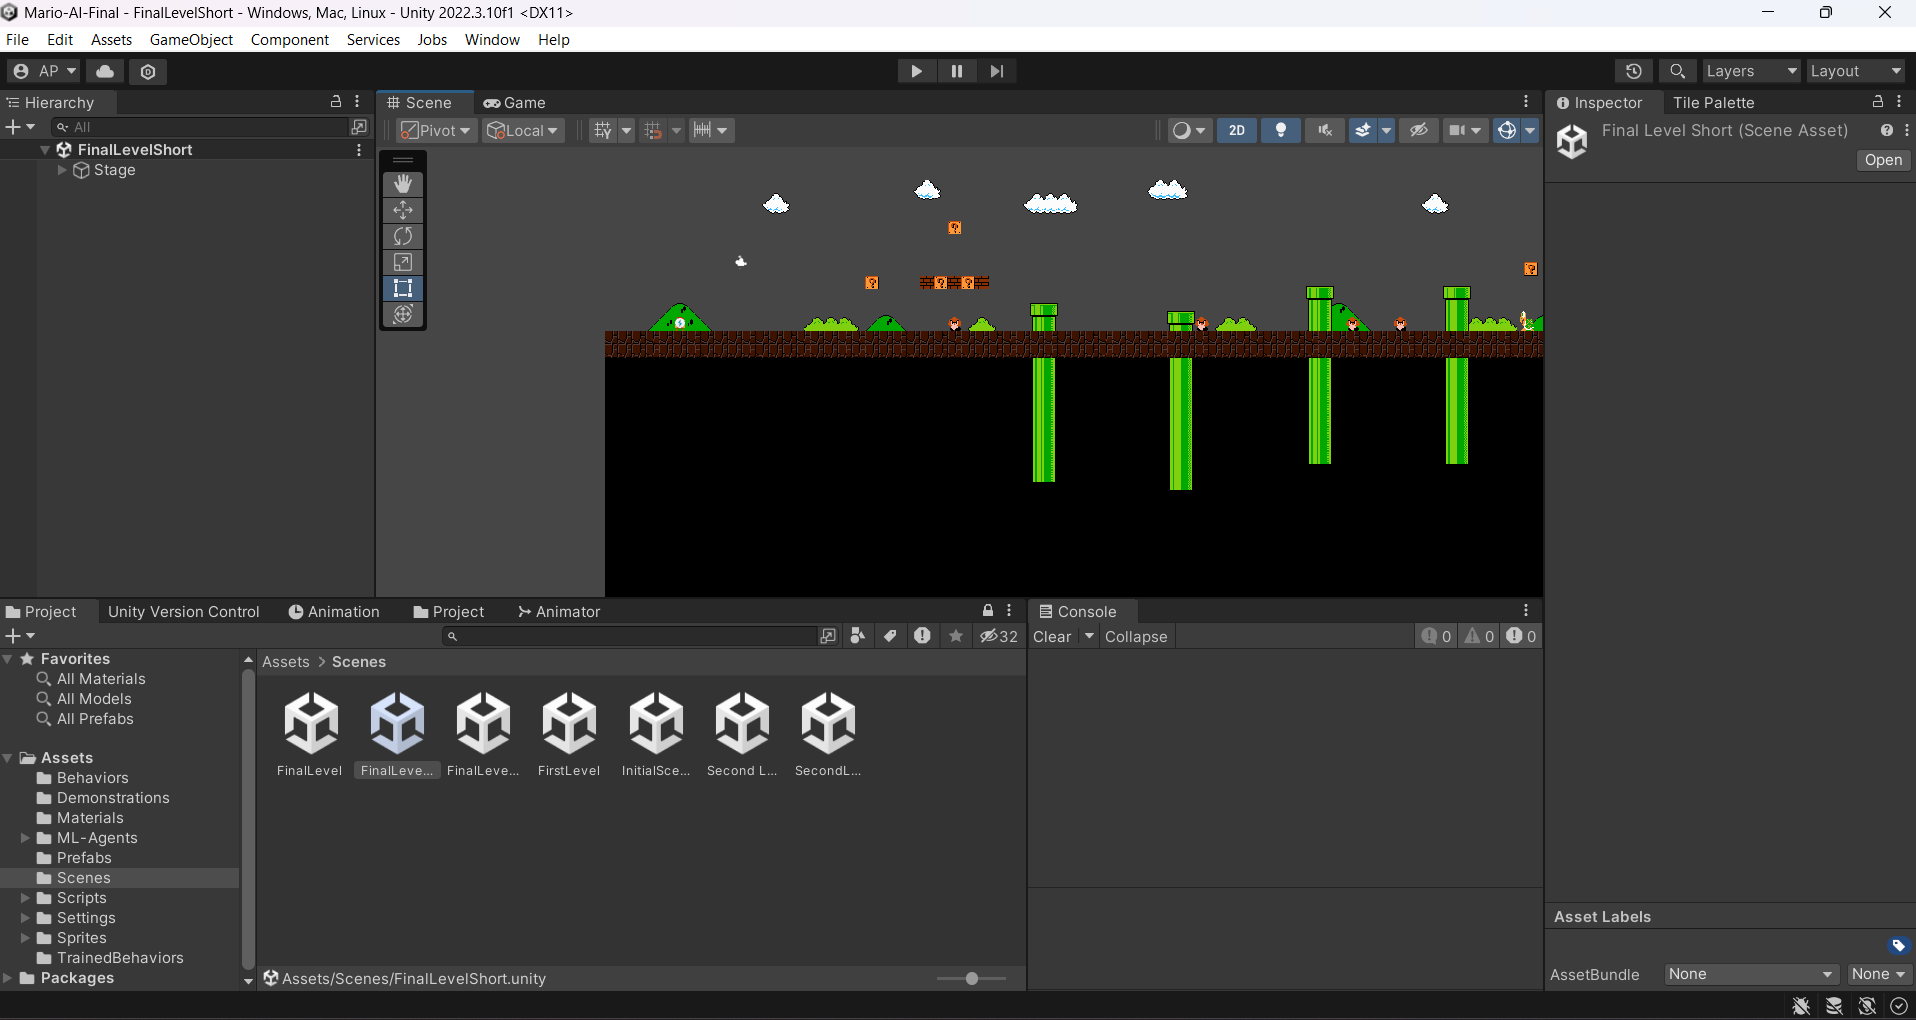 Mario-AI-Final - FinalLevelShort - Windows, Mac, Linux - Unity 2022.3.10f1 <DX11>
File Edit Assets GameObject Component Services Jobs Window Help
AP Layers Layout
Hierarchy Scene Game Inspector Tile Palette
All Pivot Local 2D Final Level Short (Scene Asset)
FinalLevelShort Open
Stage
? ? ? ? ?
Project Unity Version Control Animation Project Animator Console
32 Clear Collapse 0 0 0
Favorites Assets > Scenes
All Materials
All Models
All Prefabs
Assets FinalLevel FinalLeve... FinalLeve... FirstLevel InitialSce... Second L... SecondL...
Behaviors
Demonstrations
Materials
ML-Agents
Prefabs
Scenes
Scripts
Settings Asset Labels
Sprites
TrainedBehaviors
Packages Assets/Scenes/FinalLevelShort.unity AssetBundle None None